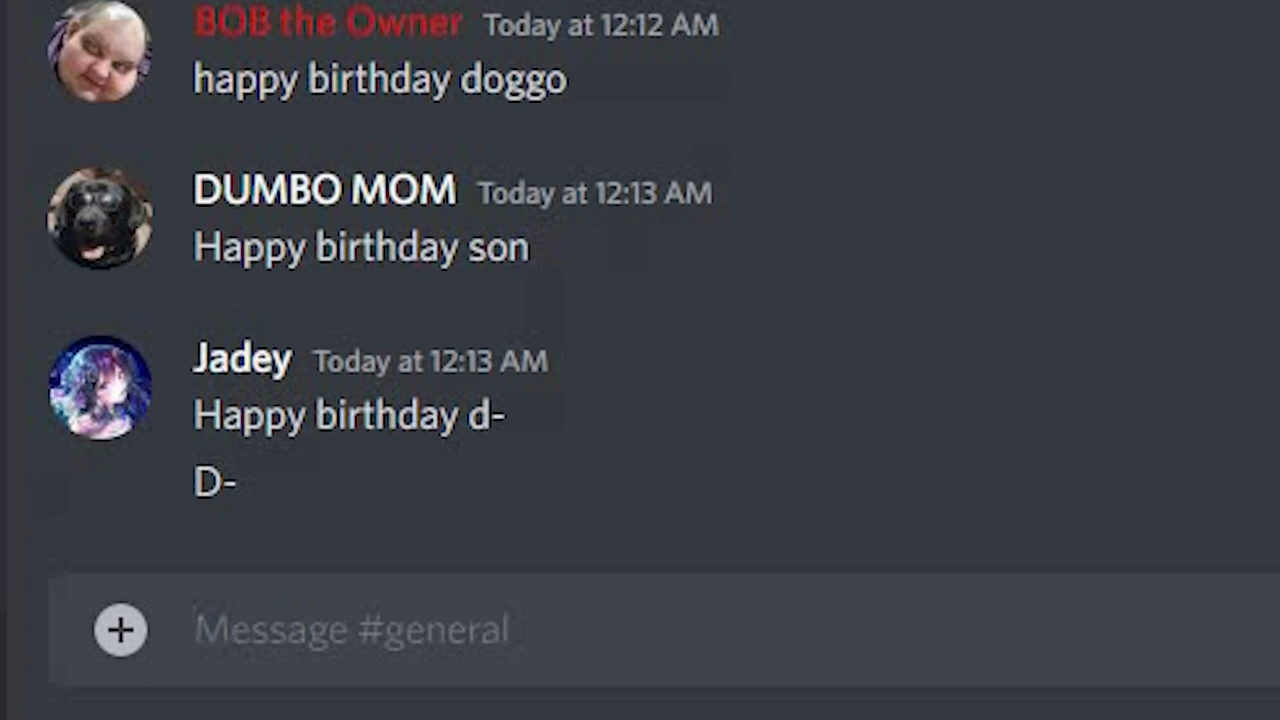 BOB the Owner Today at 12:12 AM
happy birthday doggo
DUMBO MOM Today at 12:13 AM
Happy birthday son
Jadey Today at 12:13 AM
Happy birthday d-
D-
Message #general